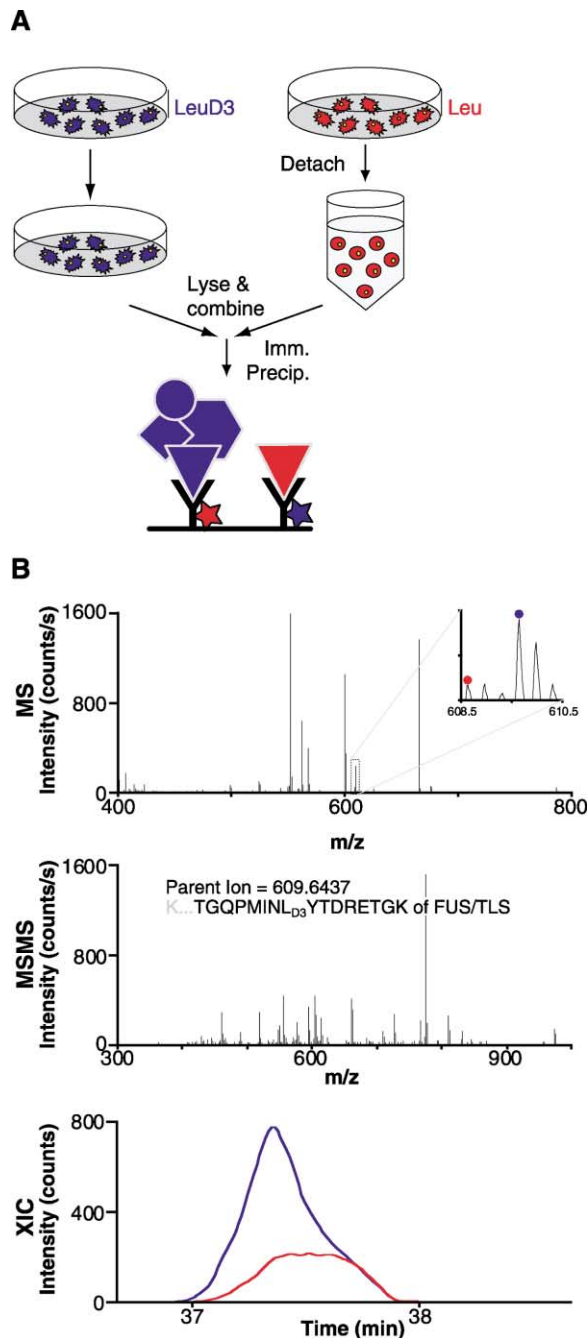 A
LeuD3
Leu
Detach
Lyse &
combine
Imm.
Precip.
B
MS
Intensity (counts/s)
1600
800
0
400
600
800
m/z
608.5
610.5
MSMS
Intensity (counts/s)
1600
800
0
Parent Ion = 609.6437
K...TGQPMINLD3YTDRETGK of FUS/TLS
300
600
900
m/z
XIC
Intensity (counts)
800
400
0
37
38
Time (min)